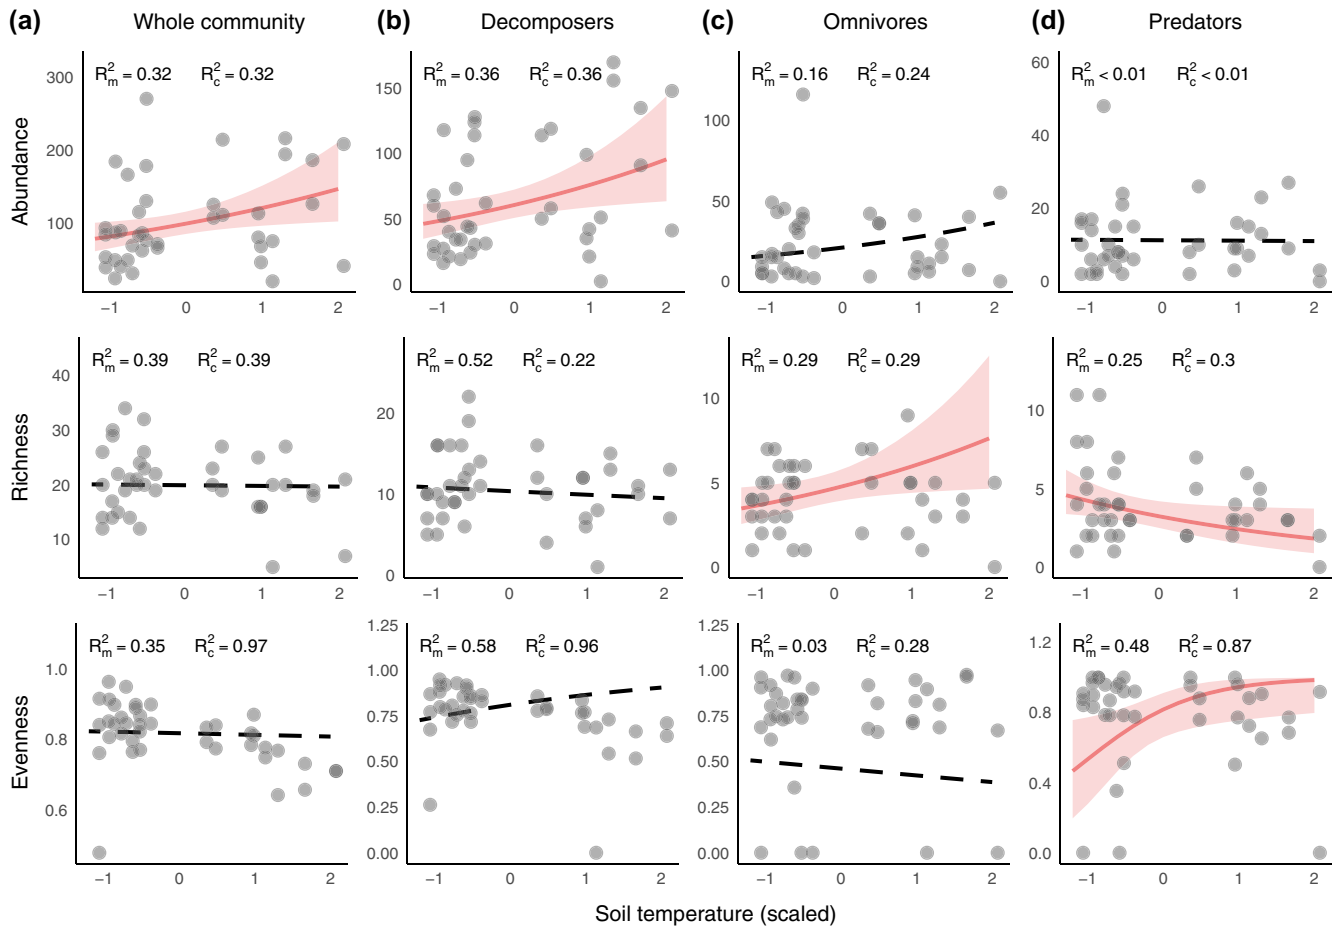 (a) Whole community (b) Decomposers (c) Omnivores (d) Predators
Abundance
R²m = 0.32 R²c = 0.32
300
200
100
−1 0 1 2
R²m = 0.36 R²c = 0.36
150
100
50
0
−1 0 1 2
R²m = 0.16 R²c = 0.24
100
50
0
−1 0 1 2
R²m < 0.01 R²c < 0.01
60
40
20
0
−1 0 1 2
Richness
R²m = 0.39 R²c = 0.39
40
30
20
10
−1 0 1 2
R²m = 0.52 R²c = 0.22
20
10
0
−1 0 1 2
R²m = 0.29 R²c = 0.29
10
5
0
−1 0 1 2
R²m = 0.25 R²c = 0.3
10
5
0
−1 0 1 2
Evenness
R²m = 0.35 R²c = 0.97
1.0
0.8
0.6
−1 0 1 2
1.25
R²m = 0.58 R²c = 0.96
1.00
0.75
0.50
0.25
0.00
−1 0 1 2
1.25
R²m = 0.03 R²c = 0.28
1.00
0.75
0.50
0.25
0.00
−1 0 1 2
1.2
R²m = 0.48 R²c = 0.87
0.8
0.4
0.0
−1 0 1 2
Soil temperature (scaled)